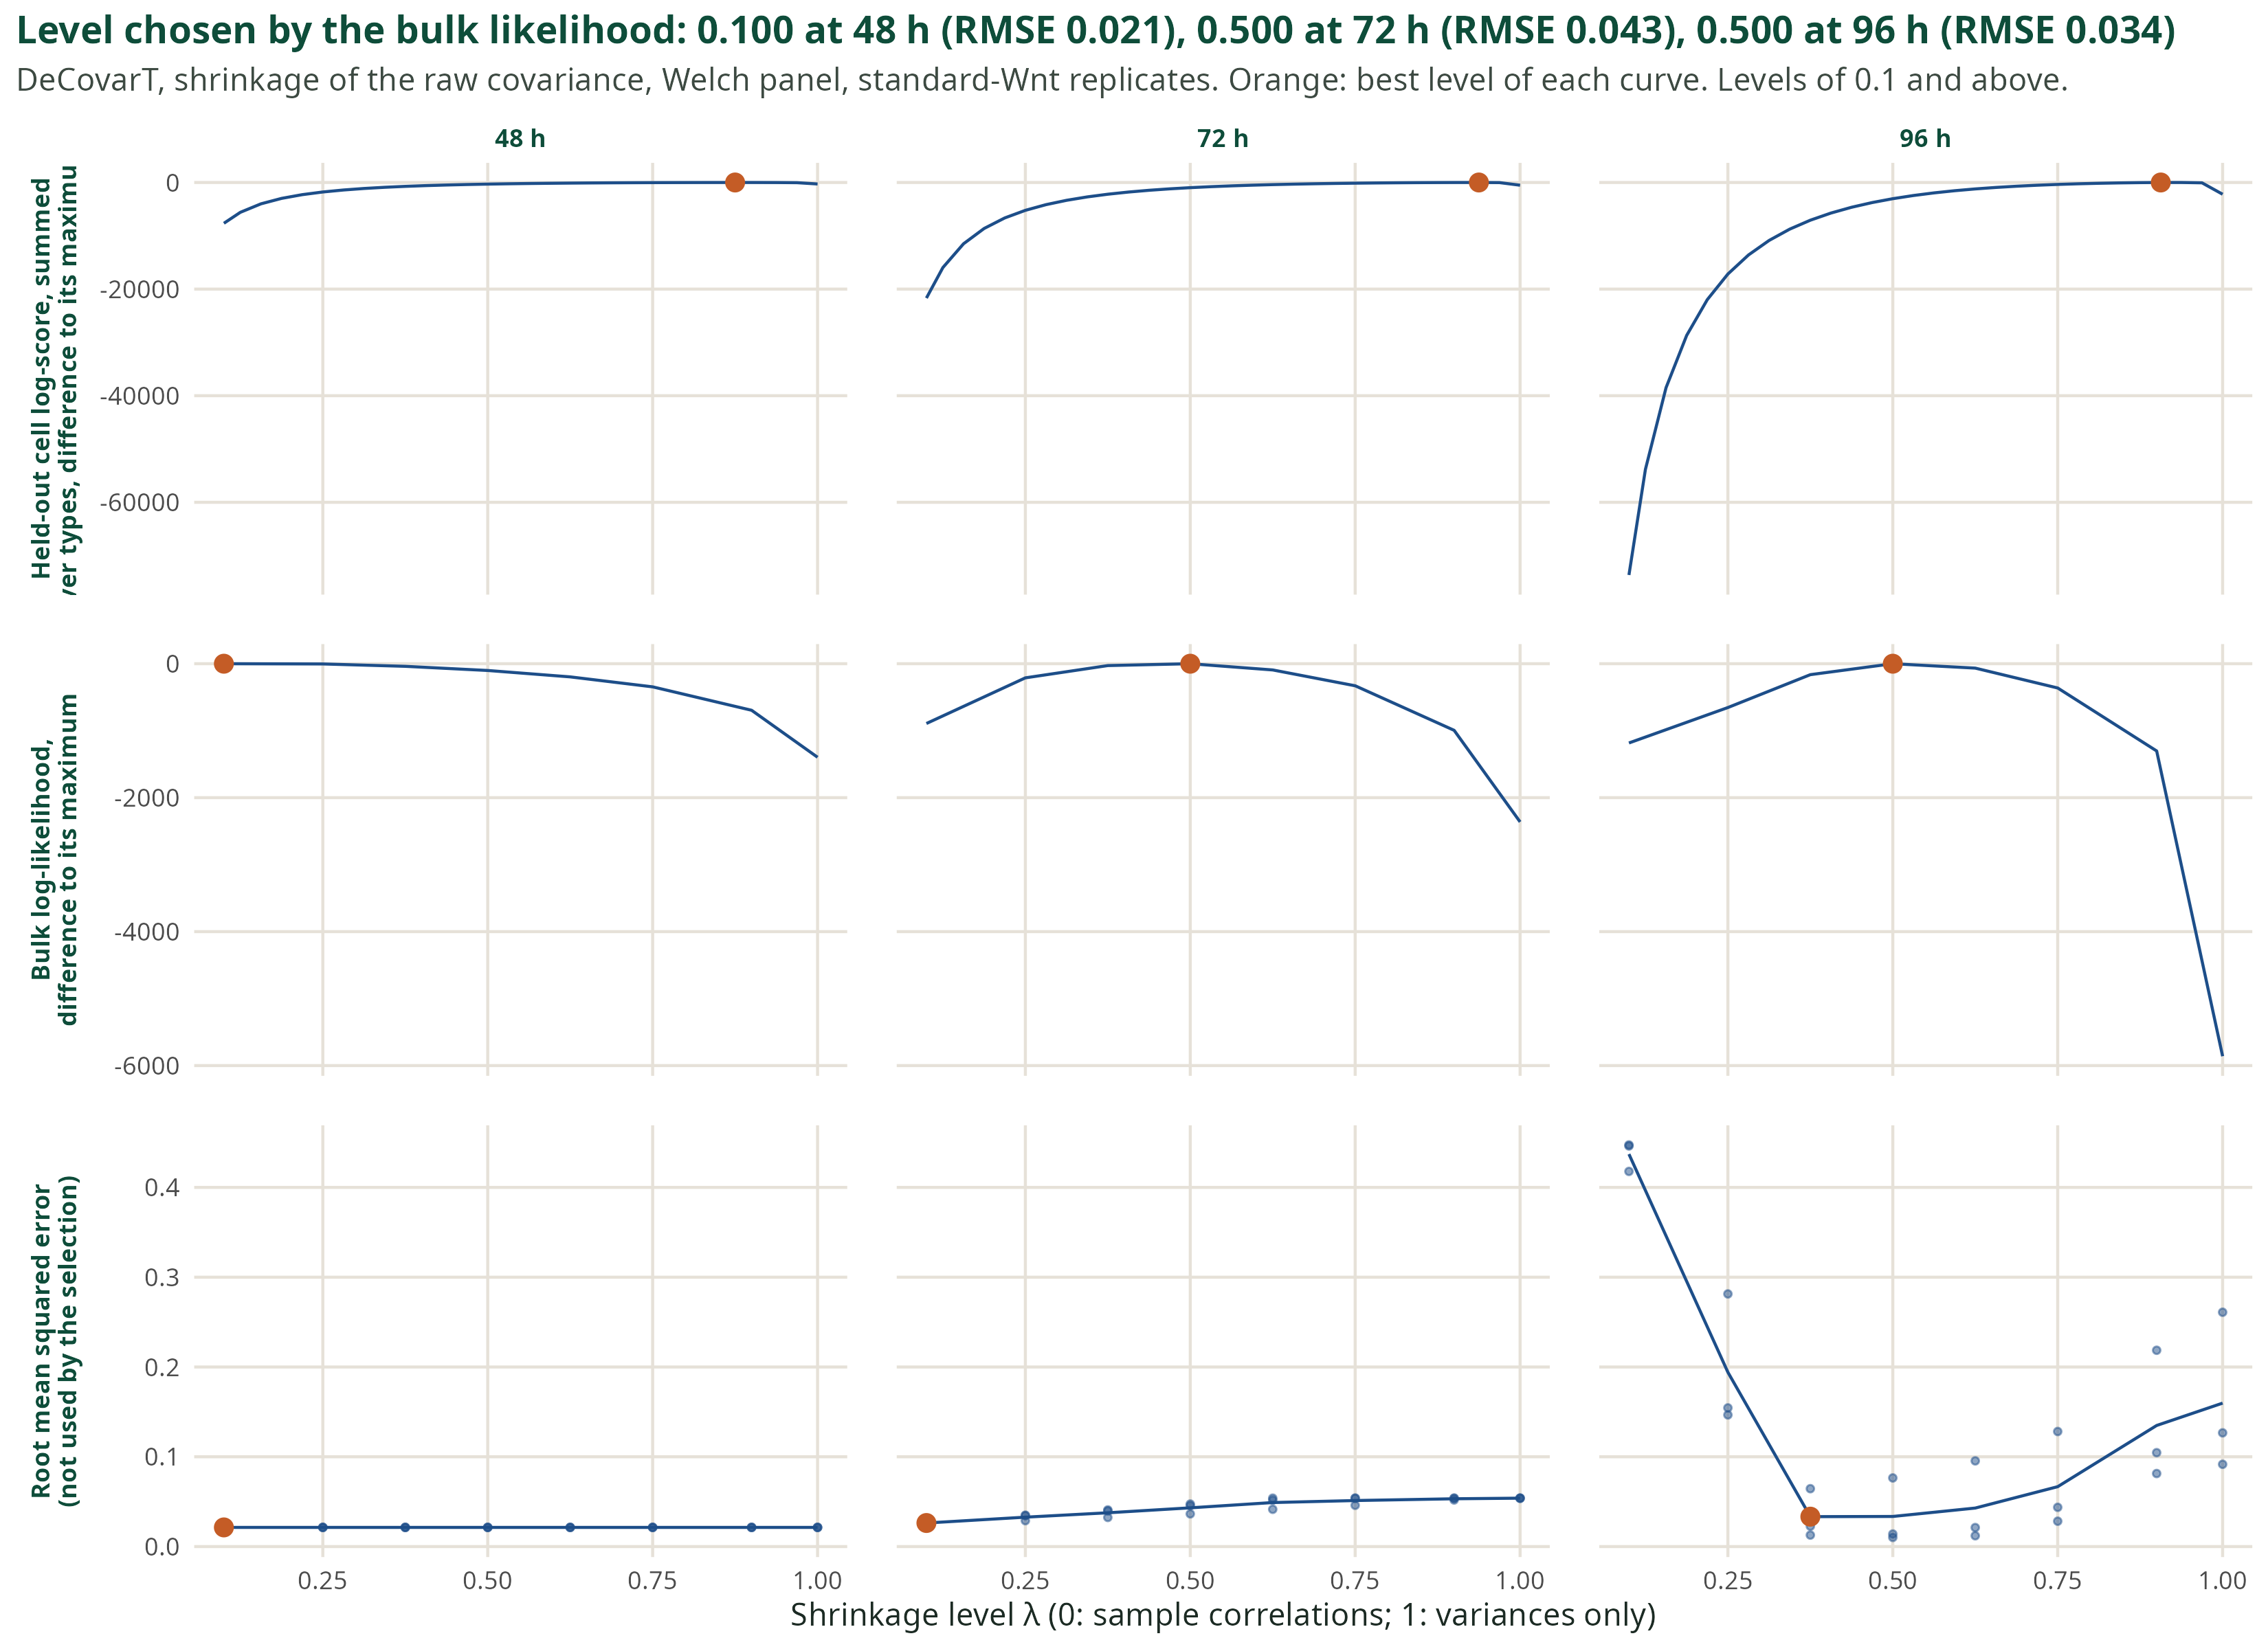 Level chosen by the bulk likelihood: 0.100 at 48 h (RMSE 0.021), 0.500 at 72 h (RMSE 0.043), 0.500 at 96 h (RMSE 0.034)
DeCovarT, shrinkage of the raw covariance, Welch panel, standard-Wnt replicates. Orange: best level of each curve. Levels of 0.1 and above.
48 h
72 h
96 h
Held-out cell log-score, summed
er types, difference to its maximu
0
-20000
-40000
-60000
Bulk log-likelihood,
difference to its maximum
0
-2000
-4000
-6000
Root mean squared error
(not used by the selection)
0.4
0.3
0.2
0.1
0.0
0.25 0.50 0.75 1.00
0.25 0.50 0.75 1.00
0.25 0.50 0.75 1.00
Shrinkage level λ (0: sample correlations; 1: variances only)